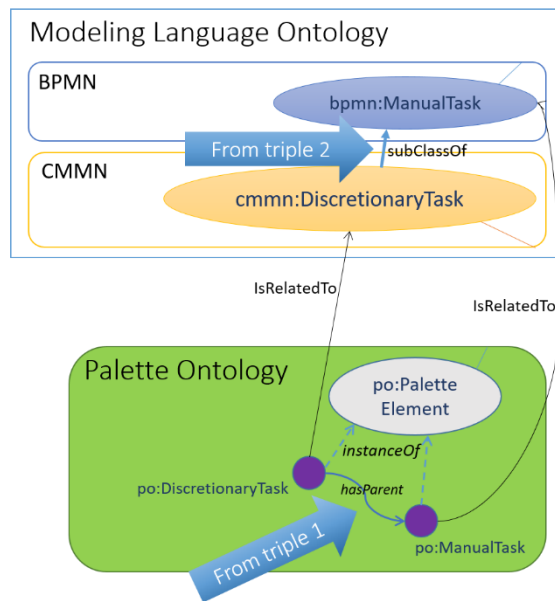 Modeling Language Ontology
BPMN
bpmn:ManualTask
From triple 2
subClassOf
CMMN
cmmn:DiscretionaryTask
IsRelatedTo
IsRelatedTo
Palette Ontology
po:Palette
Element
instanceOf
po:DiscretionaryTask
hasParent
From triple 1
po:ManualTask